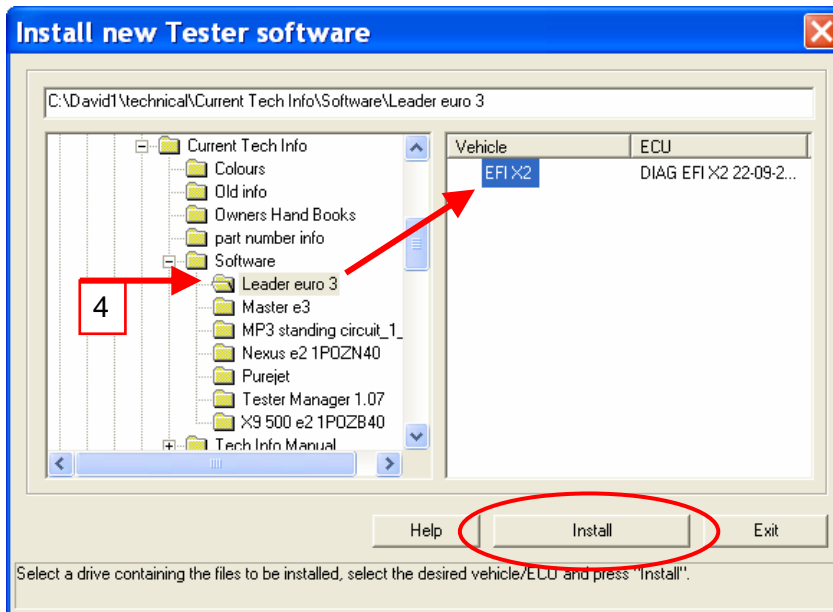 Install new Tester software
C:\David1\technical\Current Tech Info\Software\Leader euro 3
Current Tech Info
Colours
Old info
Owners Hand Books
part number info
Software
Leader euro 3
Master e3
MP3 standing circuit_1_
Nexus e2 1POZN40
Purejet
Tester Manager 1.07
X9 500 e2 1POZB40
Tech Info Manual
4
Vehicle ECU
EFI X2 DIAG EFI X2 22-09-2...
Help Install Exit
Select a drive containing the files to be installed, select the desired vehicle/ECU and press "Install".